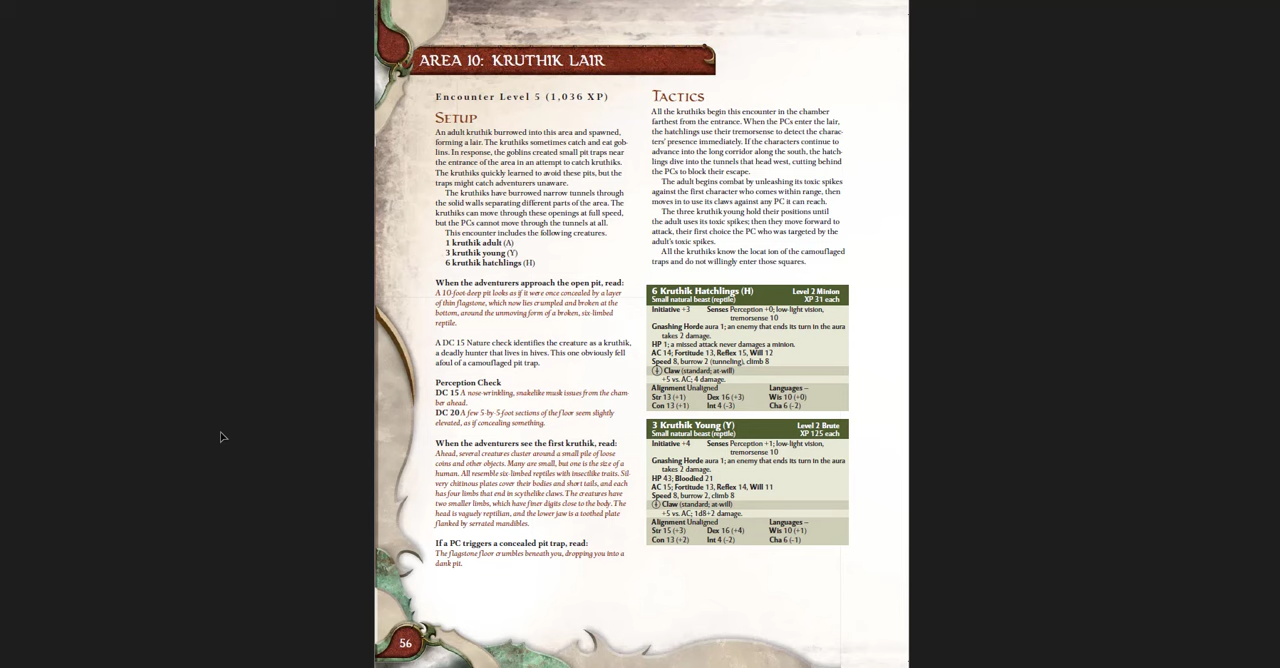 AREA 10: KRUTHIK LAIR
Encounter Level 5 (1,036 XP)
SETUP
An adult kruthik burrowed into this area and spawned,
forming a lair. The kruthiks sometimes catch and eat gob-
lins. In response, the goblins created small pit traps near
the entrance of the area in an attempt to catch kruthiks.
The kruthiks quickly learned to avoid these pits, but the
traps might catch adventurers unaware.
The kruthiks have burrowed narrow tunnels through
the solid walls separating different parts of the area. The
kruthiks can move through these openings at full speed,
but the PCs cannot move through the tunnels at all.
This encounter includes the following creatures.
1 kruthik adult (A)
3 kruthik young (Y)
6 kruthik hatchlings (H)
When the adventurers approach the open pit, read:
A 10-foot-deep pit looks as if it were once concealed by a layer
of thin flagstone, which now lies crumpled and broken at the
bottom, around the unmoving form of a broken, six-limbed
reptile.
A DC 15 Nature check identifies the creature as a kruthik,
a deadly hunter that lives in hives. This one obviously fell
afoul of a camouflaged pit trap.
Perception Check
DC 15 A nose-wrinkling, snakelike musk issues from the cham-
ber ahead.
DC 20 A few 5-by-5-foot sections of the floor seem slightly
elevated, as if concealing something.
When the adventurers see the first kruthik, read:
Ahead, several creatures cluster around a small pile of loose
coins and other objects. Many are small, but one is the size of a
human. All resemble six-limbed reptiles with insectlike traits. Sil-
very chitinous plates cover their bodies and short tails, and each
has four limbs that end in scythelike claws. The creatures have
two smaller limbs, which have finer digits close to the body. The
head is vaguely reptilian, and the lower jaw is a toothed plate
flanked by serrated mandibles.
If a PC triggers a concealed pit trap, read:
The flagstone floor crumbles beneath you, dropping you into a
dank pit.
56
TACTICS
All the kruthiks begin this encounter in the chamber
farthest from the entrance. When the PCs enter the lair,
the hatchlings use their tremorsense to detect the charac-
ters' presence immediately. If the characters continue to
advance into the long corridor along the south, the hatch-
lings dive into the tunnels that head west, cutting behind
the PCs to block their escape.
The adult begins combat by unleashing its toxic spikes
against the first character who comes within range, then
moves in to use its claws against any PC it can reach.
The three kruthik young hold their positions until
the adult uses its toxic spikes; then they move forward to
attack, their first choice the PC who was targeted by the
adult's toxic spikes.
All the kruthiks know the locat ion of the camouflaged
traps and do not willingly enter those squares.
6 Kruthik Hatchlings (H) Level 2 Minion
Small natural beast (reptile) XP 31 each
Initiative +3 Senses Perception +0; low-light vision,
tremorsense 10
Gnashing Horde aura 1; an enemy that ends its turn in the aura
takes 2 damage.
HP 1; a missed attack never damages a minion.
AC 14; Fortitude 13, Reflex 15, Will 12
Speed 8, burrow 2 (tunneling), climb 8
Claw (standard; at-will)
+5 vs. AC; 4 damage.
Alignment Unaligned Languages –
Str 13 (+1) Dex 16 (+3) Wis 10 (+0)
Con 13 (+1) Int 4 (–3) Cha 6 (–2)
3 Kruthik Young (Y) Level 2 Brute
Small natural beast (reptile) XP 125 each
Initiative +4 Senses Perception +1; low-light vision,
tremorsense 10
Gnashing Horde aura 1; an enemy that ends its turn in the aura
takes 2 damage.
HP 43; Bloodied 21
AC 15; Fortitude 13, Reflex 14, Will 11
Speed 8, burrow 2, climb 8
Claw (standard; at-will)
+5 vs. AC; 1d8+2 damage.
Alignment Unaligned Languages –
Str 15 (+3) Dex 16 (+4) Wis 10 (+1)
Con 13 (+2) Int 4 (–2) Cha 6 (–1)